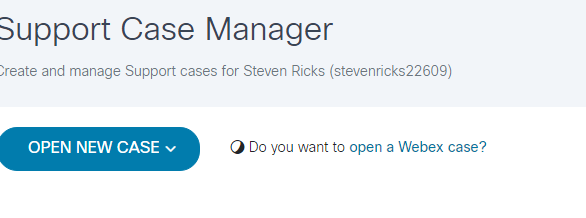 Support Case Manager
Create and manage Support cases for Steven Ricks (stevenricks22609)
OPEN NEW CASE
Do you want to open a Webex case?